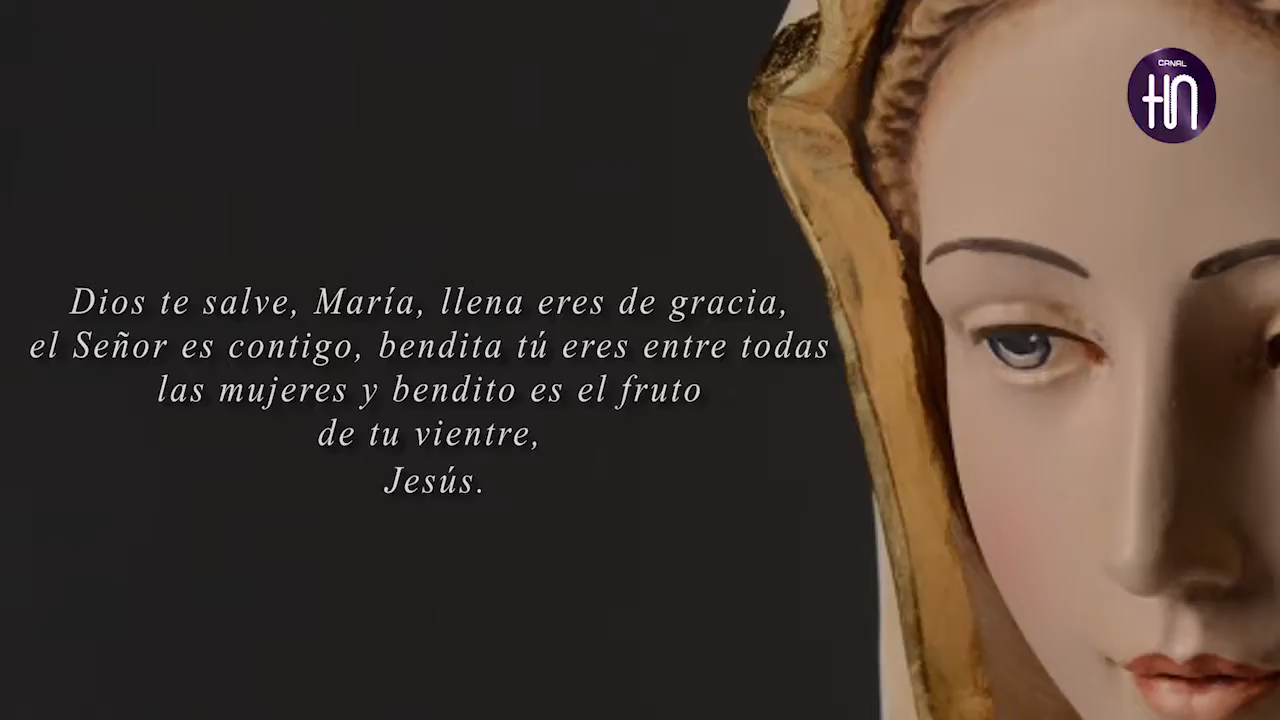 CANAL
HN
Dios te salve, María, llena eres de gracia,
el Señor es contigo, bendita tú eres entre todas
las mujeres y bendito es el fruto
de tu vientre,
Jesús.